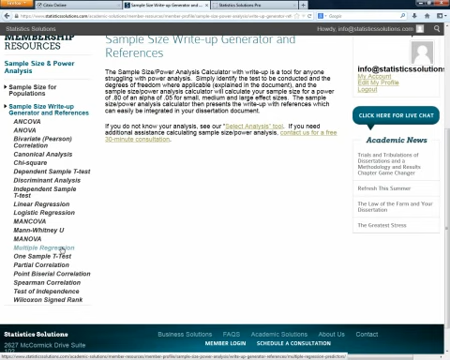 Cites Online
Sample Size Write-up Generator and
Statistics Solutions Pro
www.statisticssolutions.com/academic-solutions/member-resources/member-profile/sample-size-power-analysis/write-up-generator-references
Statistics Solutions
Howdy, info@statisticssolutions.com
MEMBERSHIP
RESOURCES
Sample Size & Power
Analysis
Sample Size for
Populations
Sample Size Write-up
Generator and References
ANCOVA
ANOVA
Bivariate (Pearson)
Correlation
Canonical Analysis
Chi-square
Dependent Sample T-test
Discriminant Analysis
Independent Sample
T-test
Linear Regression
Logistic Regression
MANCOVA
Mann-Whitney U
MANOVA
Multiple Regression
One Sample T-Test
Partial Correlation
Point Biserial Correlation
Spearman Correlation
Test of Independence
Wilcoxon Signed Rank
Sample Size Write-up Generator and
References
The Sample Size/Power Analysis Calculator with write-up is a tool for anyone
struggling with power analysis. Simply identify the test to be conducted and the
degrees of freedom where applicable (explained in the document), and the
sample size/power analysis calculator will calculate your sample size for a power
of .80 of an alpha of .05 for small, medium and large effect sizes. The sample
size/power analysis calculator then presents the write-up with references which
can easily be integrated in your dissertation document.
If you do not know your analysis, see our "Select Analysis" tool. If you need
additional assistance calculating sample size/power analysis, contact us for a free
30-minute consultation.
info@statisticssolutions
My Account
Edit My Profile
Logout
CLICK HERE FOR LIVE CHAT
Academic News
Trials and Tribulations of
Dissertations and a
Methodology and Results
Chapter Game Changer
Refresh This Summer
The Law of the Farm and Your
Dissertation
The Greatest Stress
Statistics Solutions
2627 McCormick Drive Suite
Business Solutions
FAQS
Academic Solutions
About Us
Contact
MEMBER LOGIN
SCHEDULE A CONSULTATION